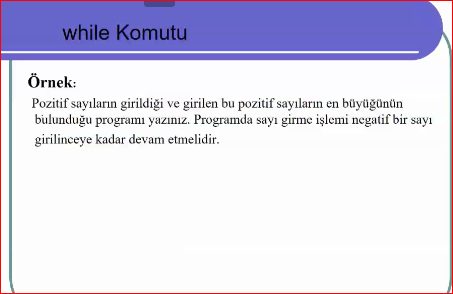 while Komutu
Örnek:
Pozitif sayıların girildiği ve girilen bu pozitif sayıların en büyüğünün
bulunduğu programı yazınız. Programda sayı girme işlemi negatif bir sayı
girilinceye kadar devam etmelidir.